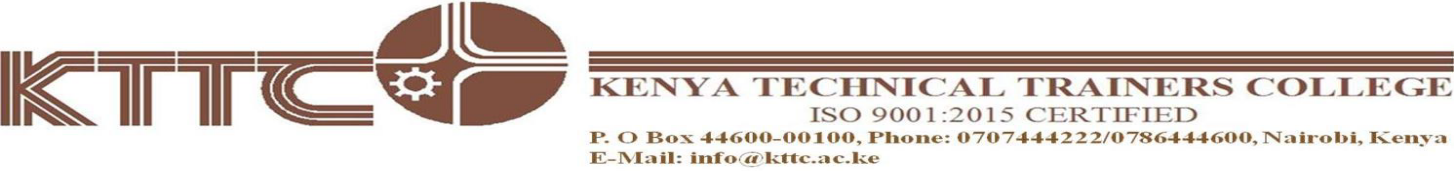 KTTC
KENYA TECHNICAL TRAINERS COLLEGE
ISO 9001:2015 CERTIFIED
P. O Box 44600-00100, Phone: 0707444222/0786444600, Nairobi, Kenya
E-Mail: info@kttc.ac.ke